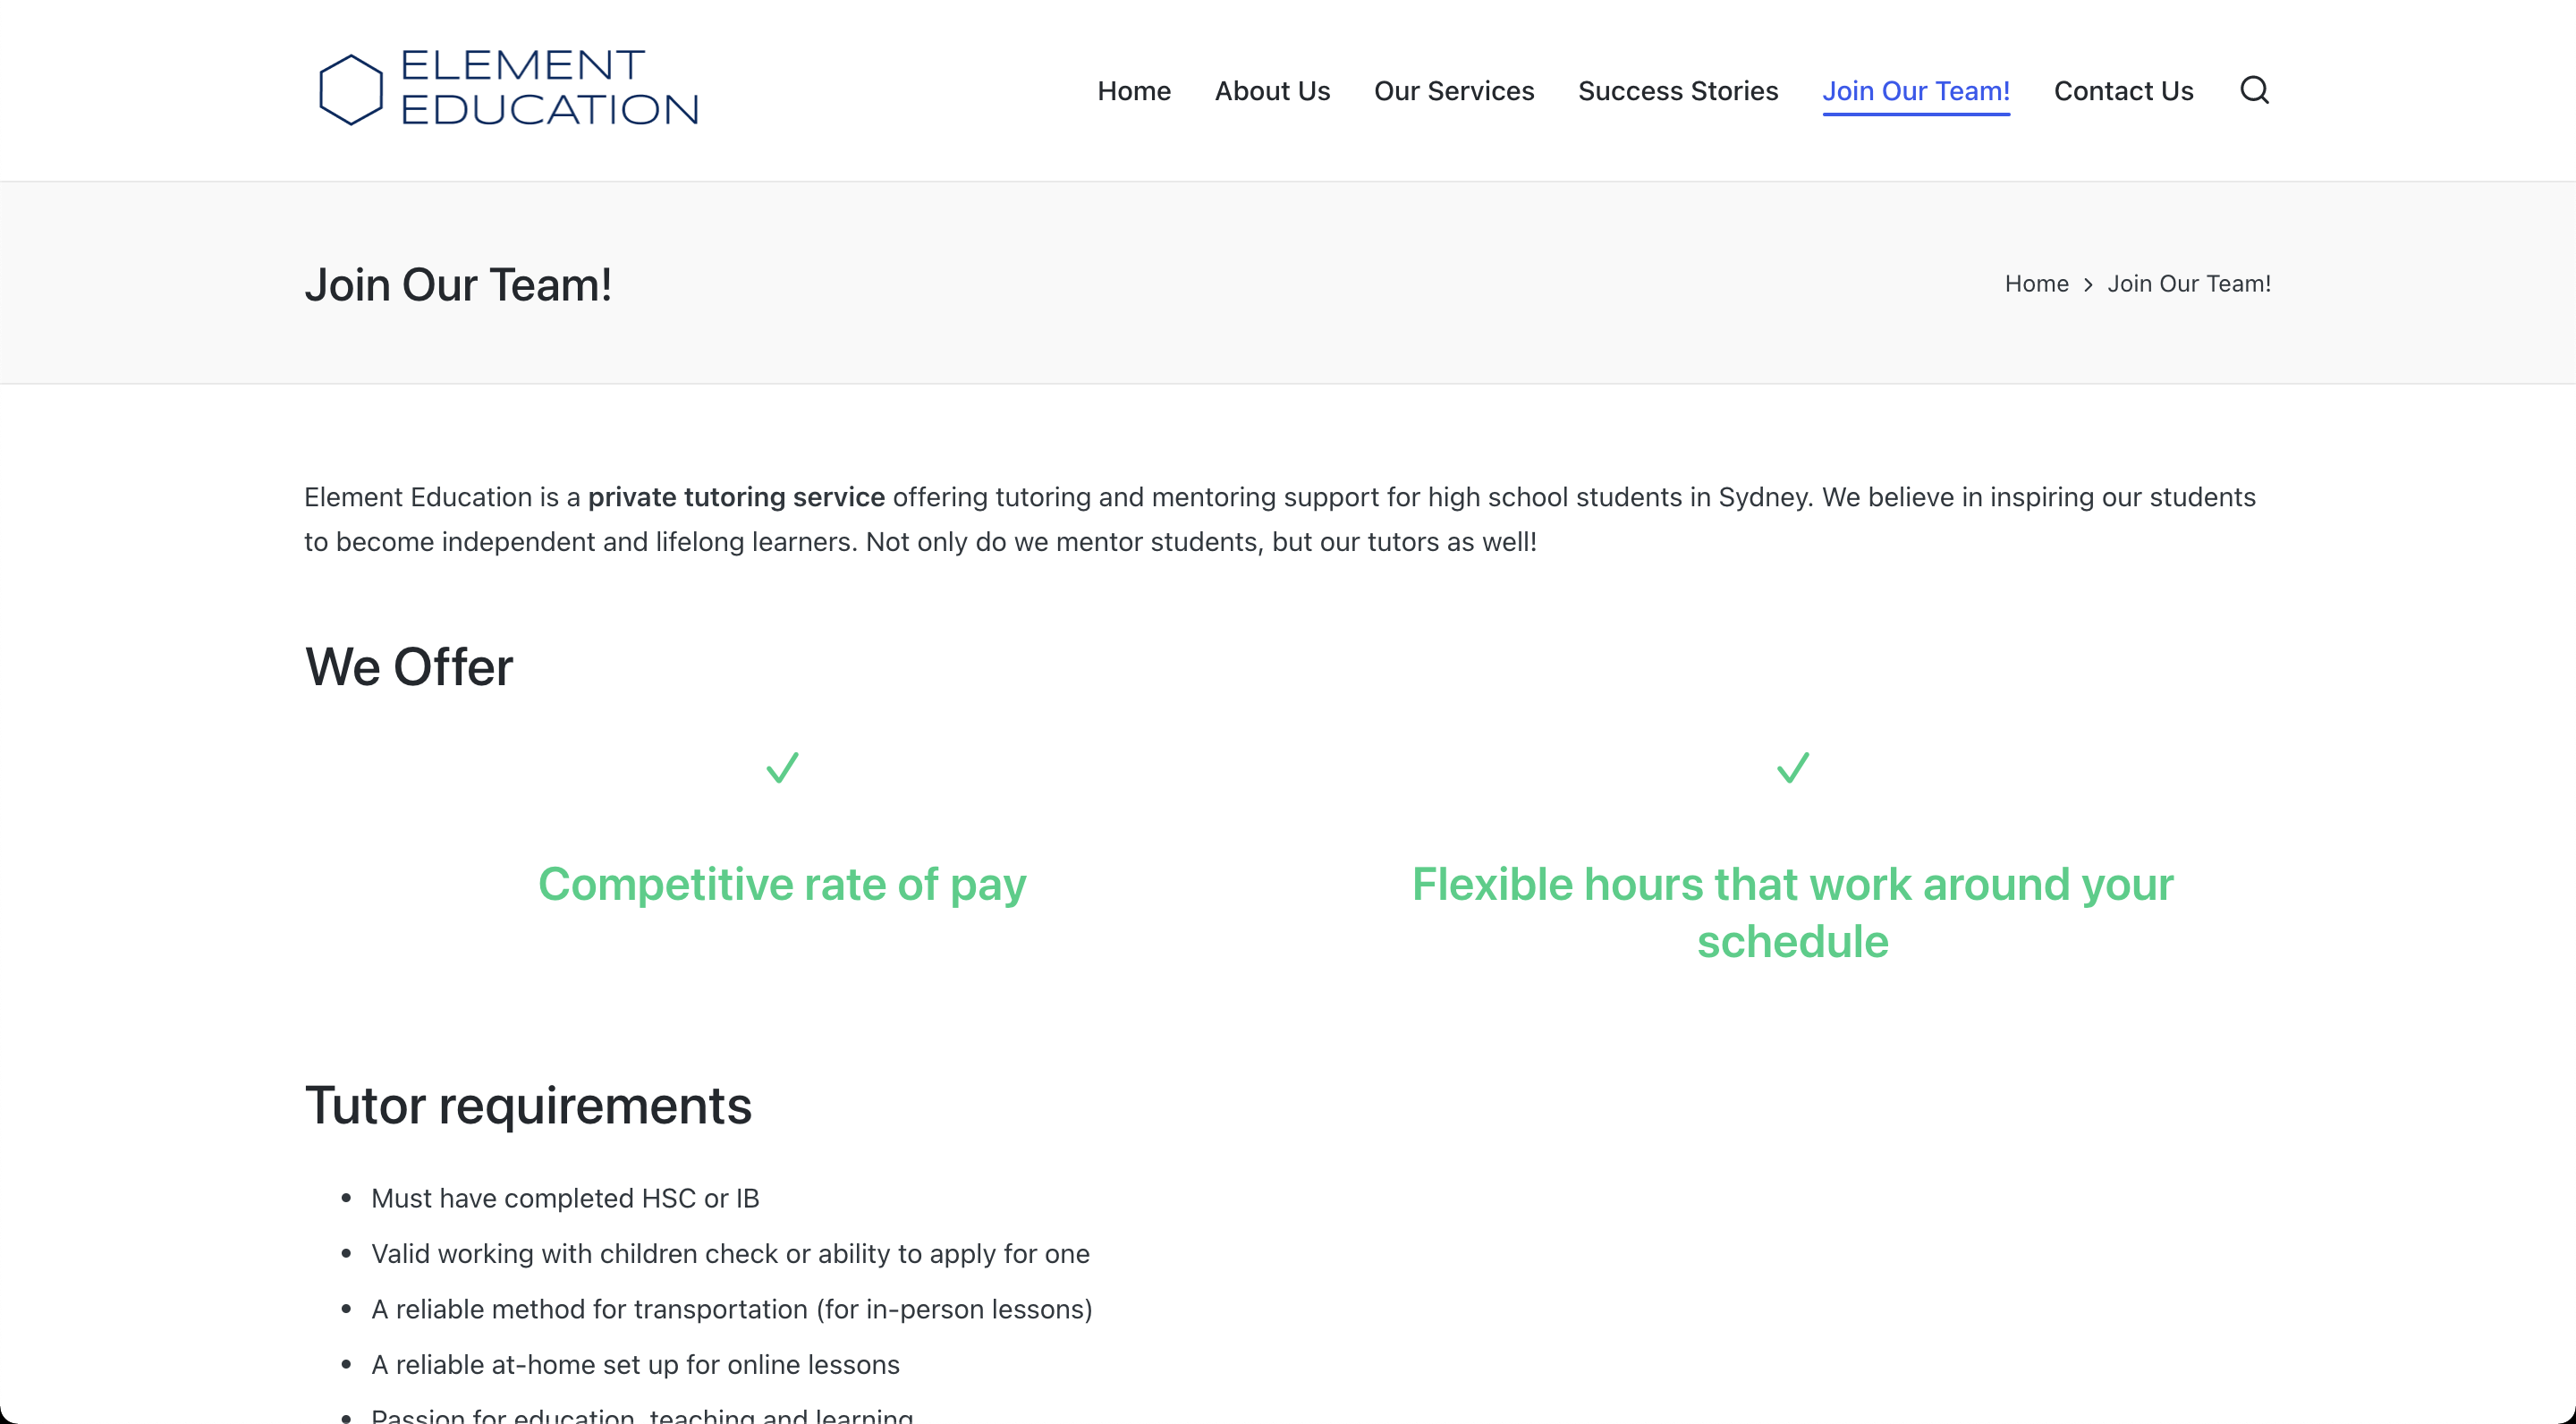 ELEMENT
EDUCATION
Home
About Us
Our Services
Success Stories
Join Our Team!
Contact Us
Join Our Team!
Home > Join Our Team!
Element Education is a private tutoring service offering tutoring and mentoring support for high school students in Sydney. We believe in inspiring our students
to become independent and lifelong learners. Not only do we mentor students, but our tutors as well!
We Offer
Competitive rate of pay
Flexible hours that work around your
schedule
Tutor requirements
• Must have completed HSC or IB
• Valid working with children check or ability to apply for one
• A reliable method for transportation (for in-person lessons)
• A reliable at-home set up for online lessons
• Passion for education, teaching and learning